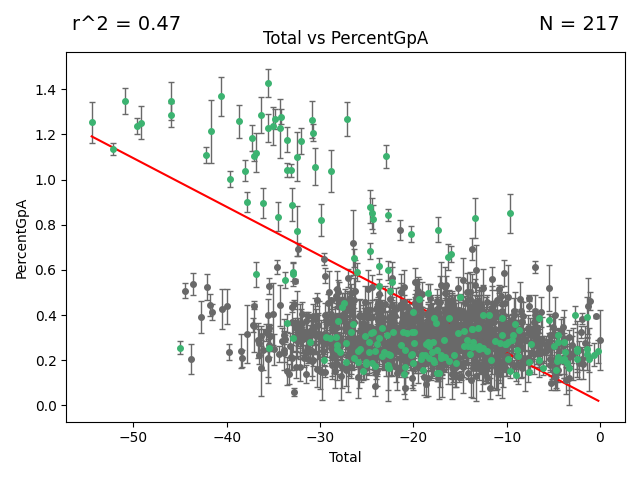 r^2 = 0.47
N = 217
Total vs PercentGpA
PercentGpA
1.4
1.2
1.0
0.8
0.6
0.4
0.2
0.0
−50
−40
−30
−20
−10
0
Total